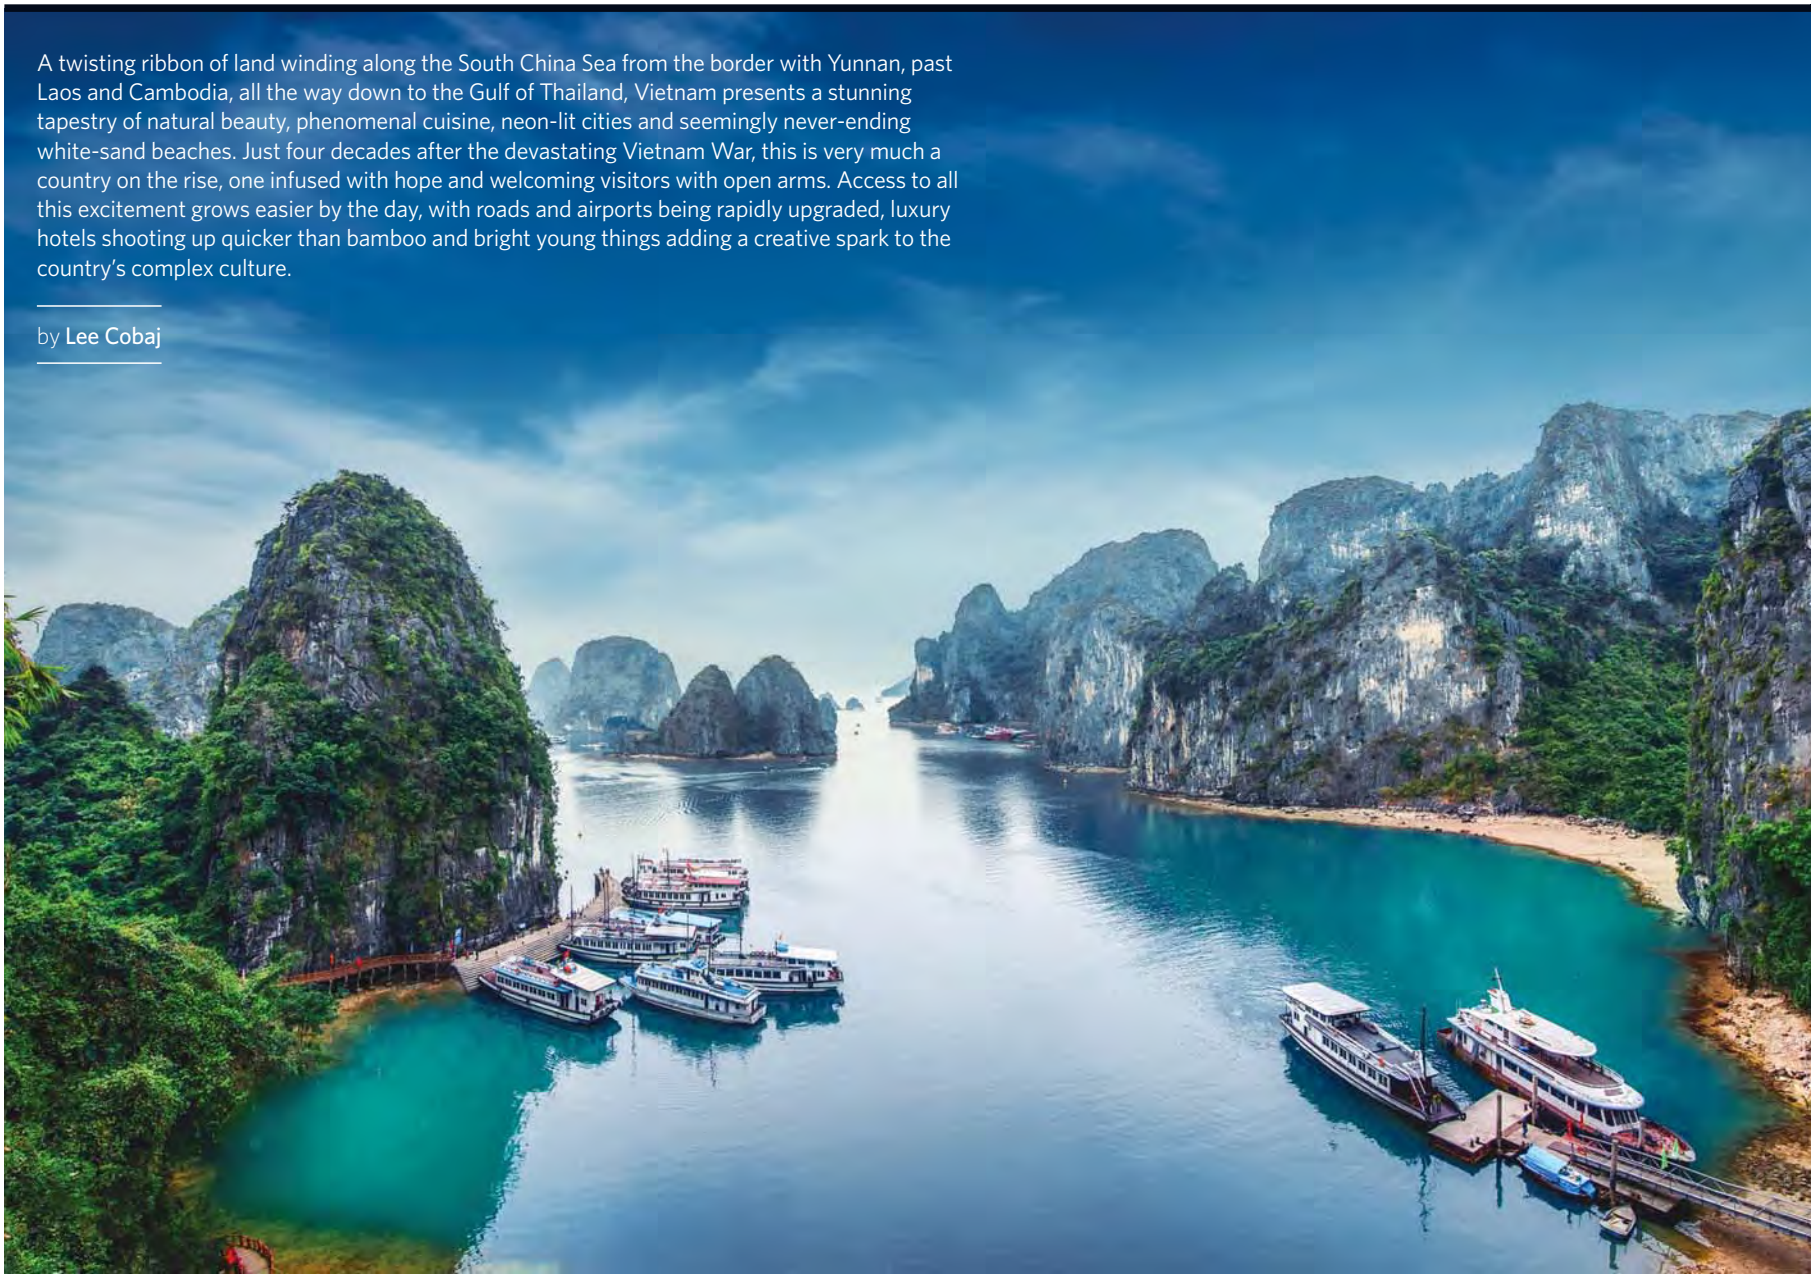 A twisting ribbon of land winding along the South China Sea from the border with Yunnan, past
Laos and Cambodia, all the way down to the Gulf of Thailand, Vietnam presents a stunning
tapestry of natural beauty, phenomenal cuisine, neon-lit cities and seemingly never-ending
white-sand beaches. Just four decades after the devastating Vietnam War, this is very much a
country on the rise, one infused with hope and welcoming visitors with open arms. Access to all
this excitement grows easier by the day, with roads and airports being rapidly upgraded, luxury
hotels shooting up quicker than bamboo and bright young things adding a creative spark to the
country’s complex culture.
by Lee Cobaj